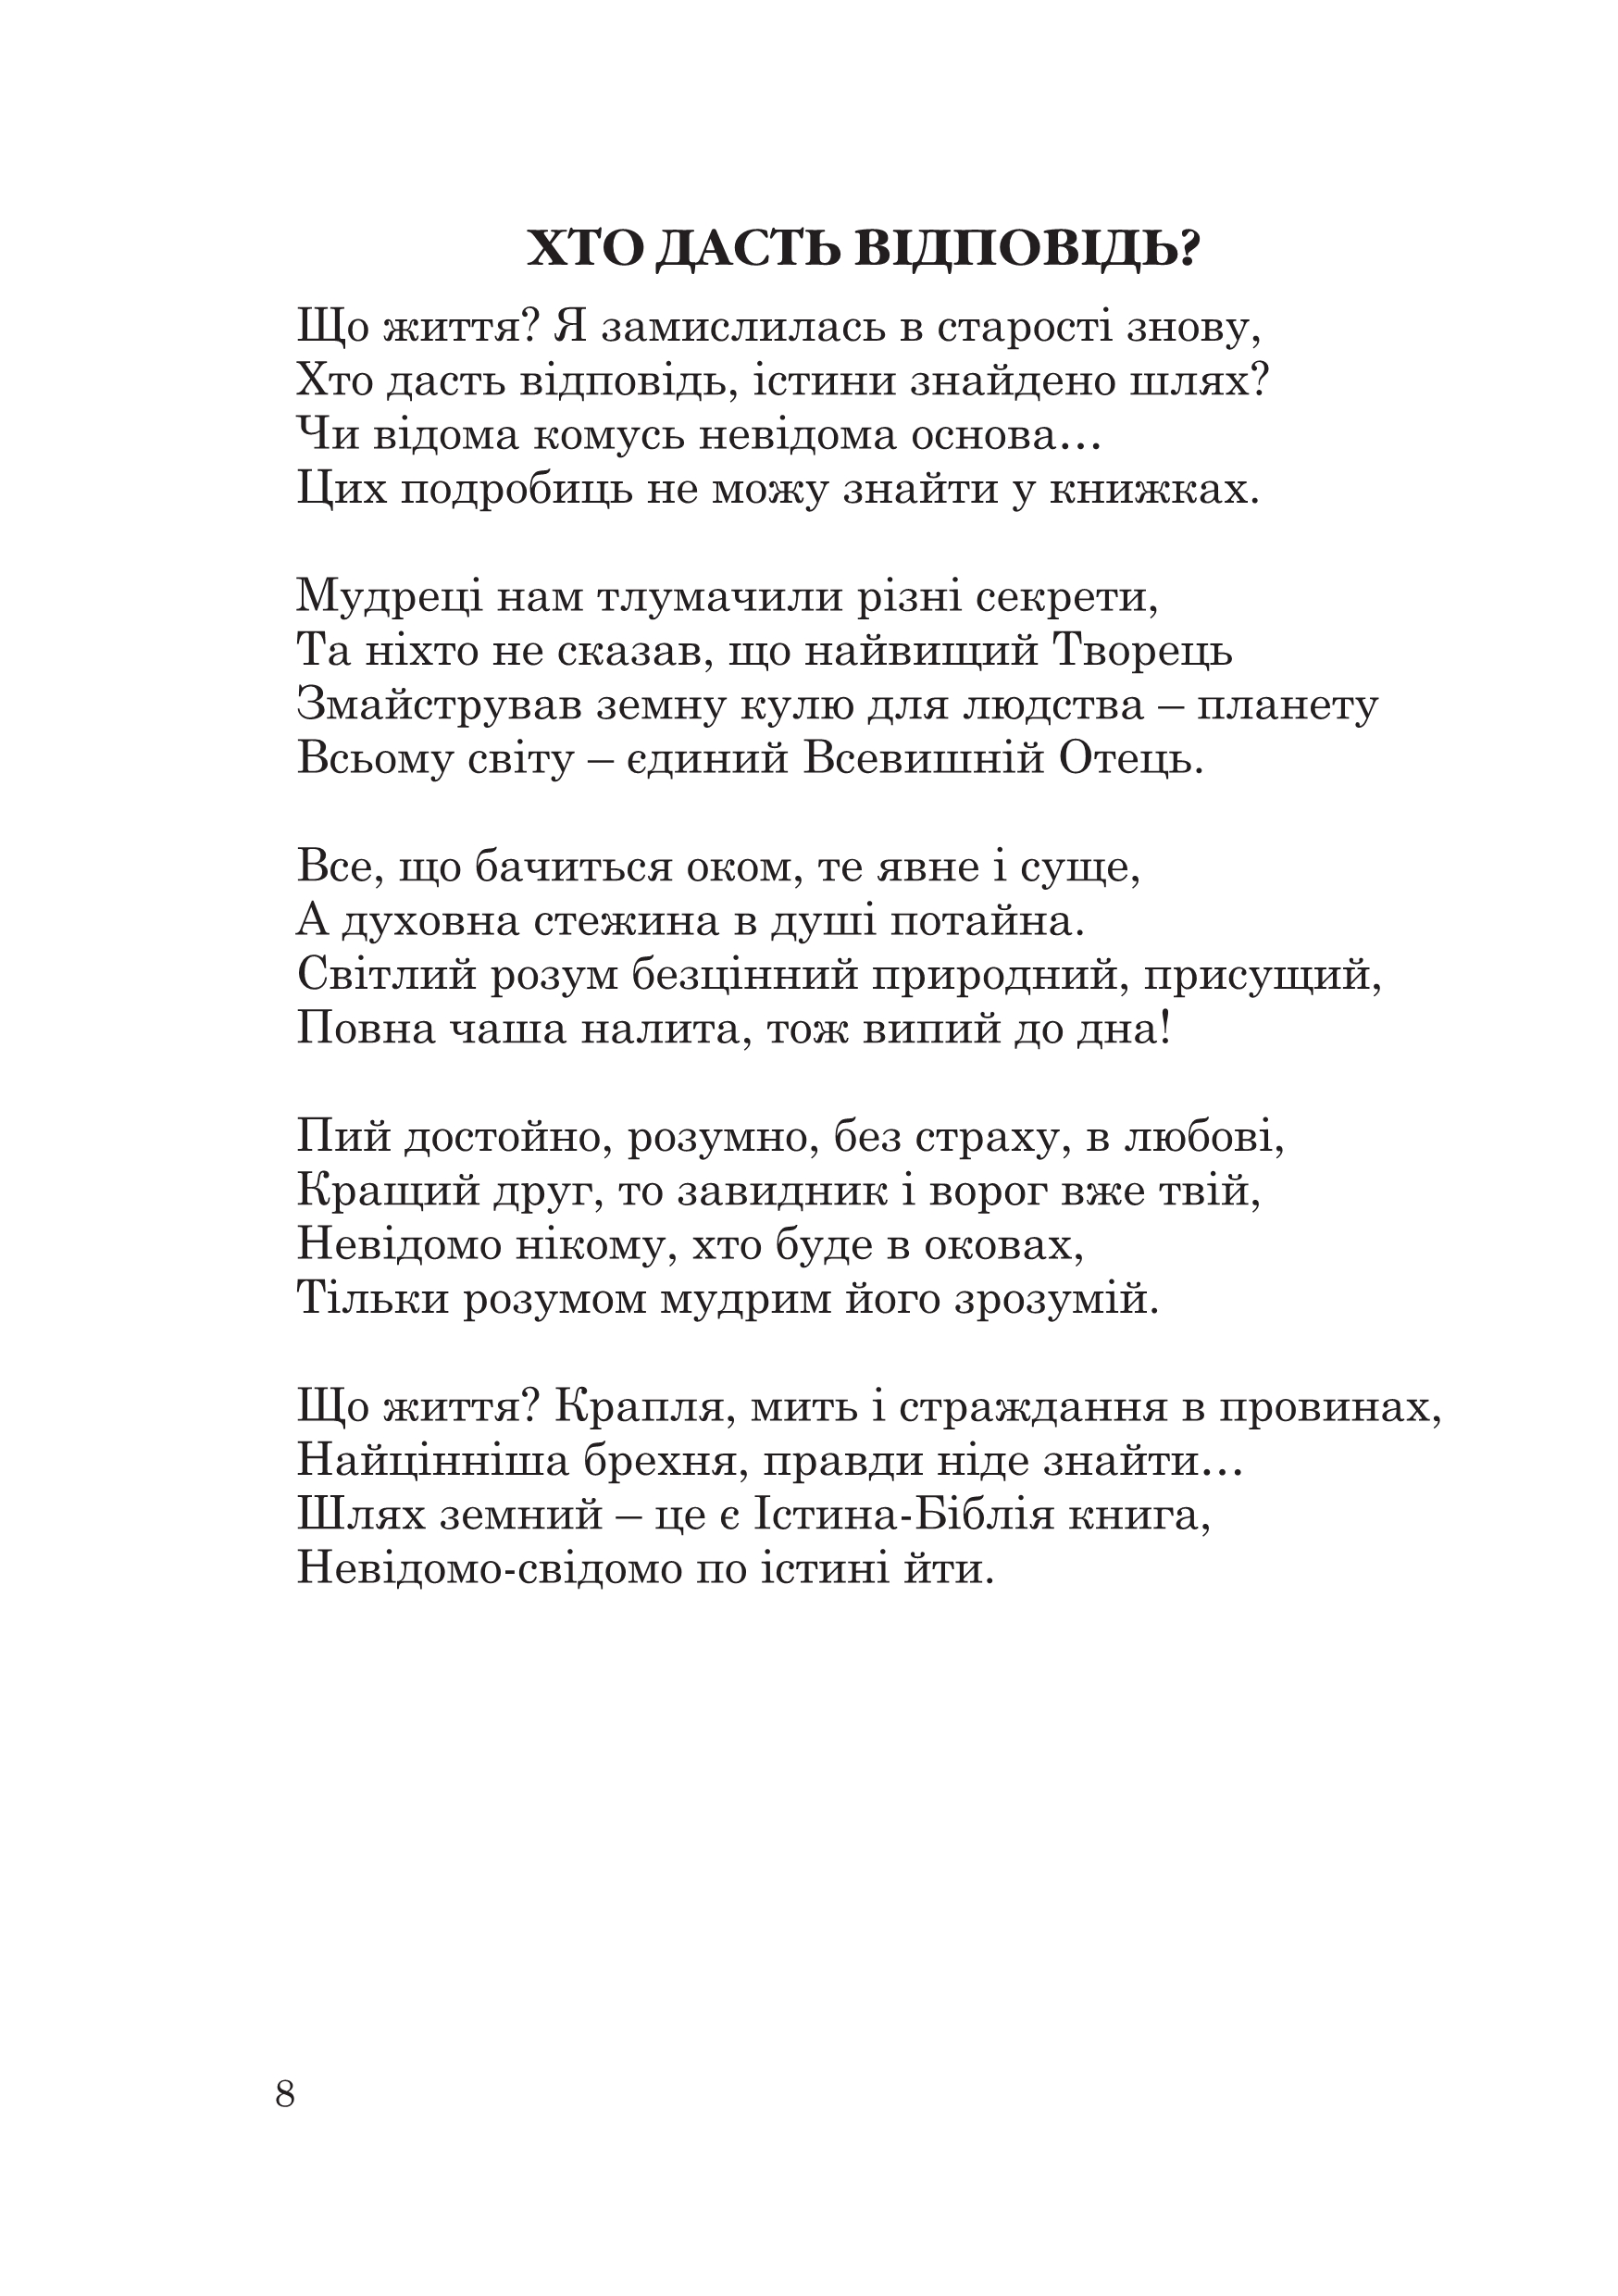 ХТО ДАСТЬ ВІДПОВІДЬ?
Що життя? Я замислилась в старості знову,
Хто дасть відповідь, істини знайдено шлях?
Чи відома комусь невідома основа…
Цих подробиць не можу знайти у книжках.
Мудреці нам тлумачили різні секрети,
Та ніхто не сказав, що найвищий Творець
Змайстрував земну кулю для людства – планету
Всьому світу – єдиний Всевишній Отець.
Все, що бачиться оком, те явне і суще,
А духовна стежина в душі потайна.
Світлий розум безцінний природний, присущий,
Повна чаша налита, тож випий до дна!
Пий достойно, розумно, без страху, в любові,
Кращий друг, то завидник і ворог вже твій,
Невідомо нікому, хто буде в оковах,
Тільки розумом мудрим його зрозумій.
Що життя? Крапля, мить і страждання в провинах,
Найцінніша брехня, правди ніде знайти…
Шлях земний – це є Істина-Біблія книга,
Невідомо-свідомо по істині йти.
8